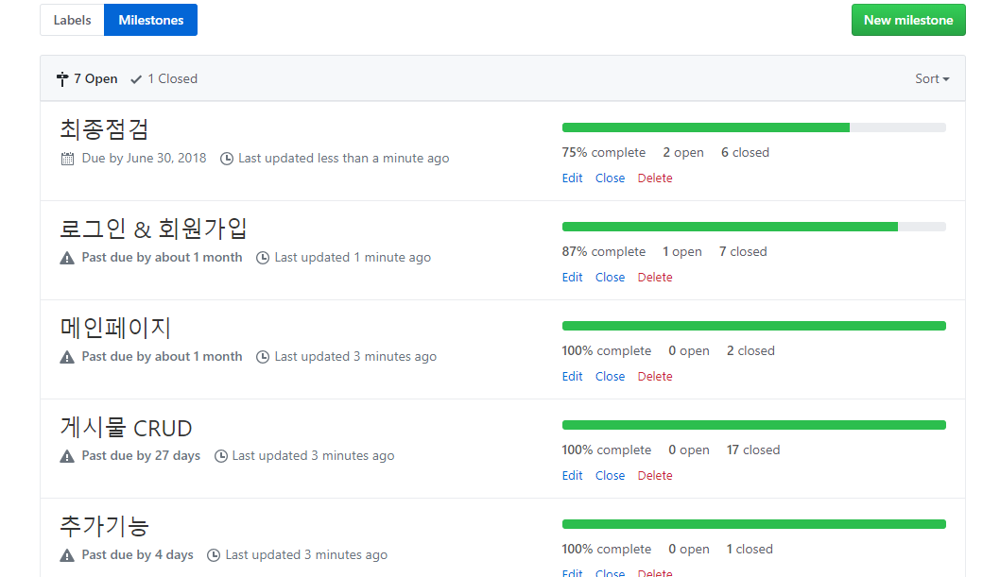 Labels Milestones New milestone
7 Open 1 Closed Sort
최종점검
Due by June 30, 2018 Last updated less than a minute ago
75% complete 2 open 6 closed
Edit Close Delete
로그인 & 회원가입
Past due by about 1 month Last updated 1 minute ago
87% complete 1 open 7 closed
Edit Close Delete
메인페이지
Past due by about 1 month Last updated 3 minutes ago
100% complete 0 open 2 closed
Edit Close Delete
게시물 CRUD
Past due by 27 days Last updated 3 minutes ago
100% complete 0 open 17 closed
Edit Close Delete
추가기능
Past due by 4 days Last updated 3 minutes ago
100% complete 0 open 1 closed
Edit Close Delete